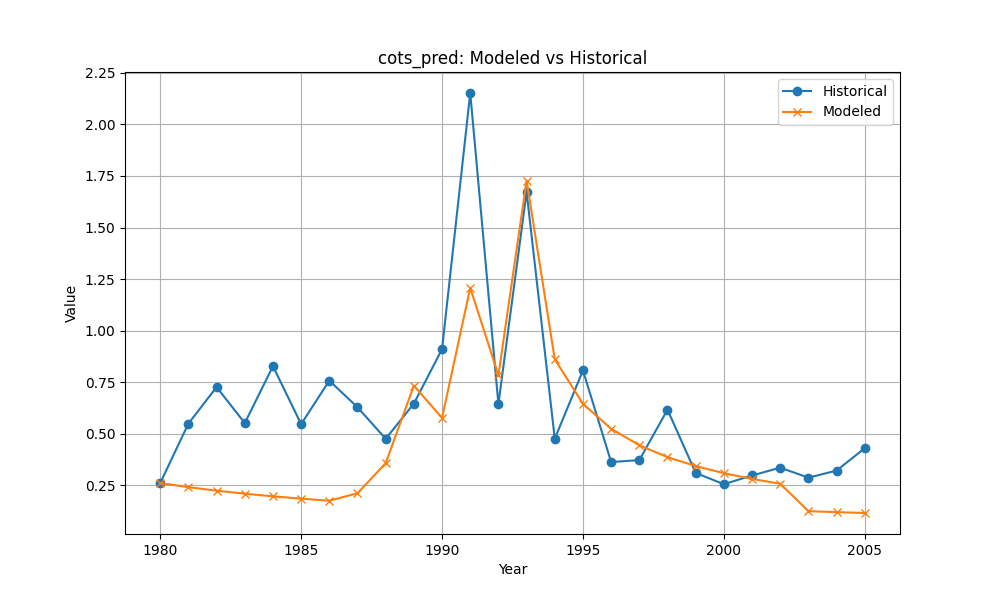 cots_pred: Modeled vs Historical
Historical
Modeled
Value
2.25
2.00
1.75
1.50
1.25
1.00
0.75
0.50
0.25
1980 1985 1990 1995 2000 2005
Year